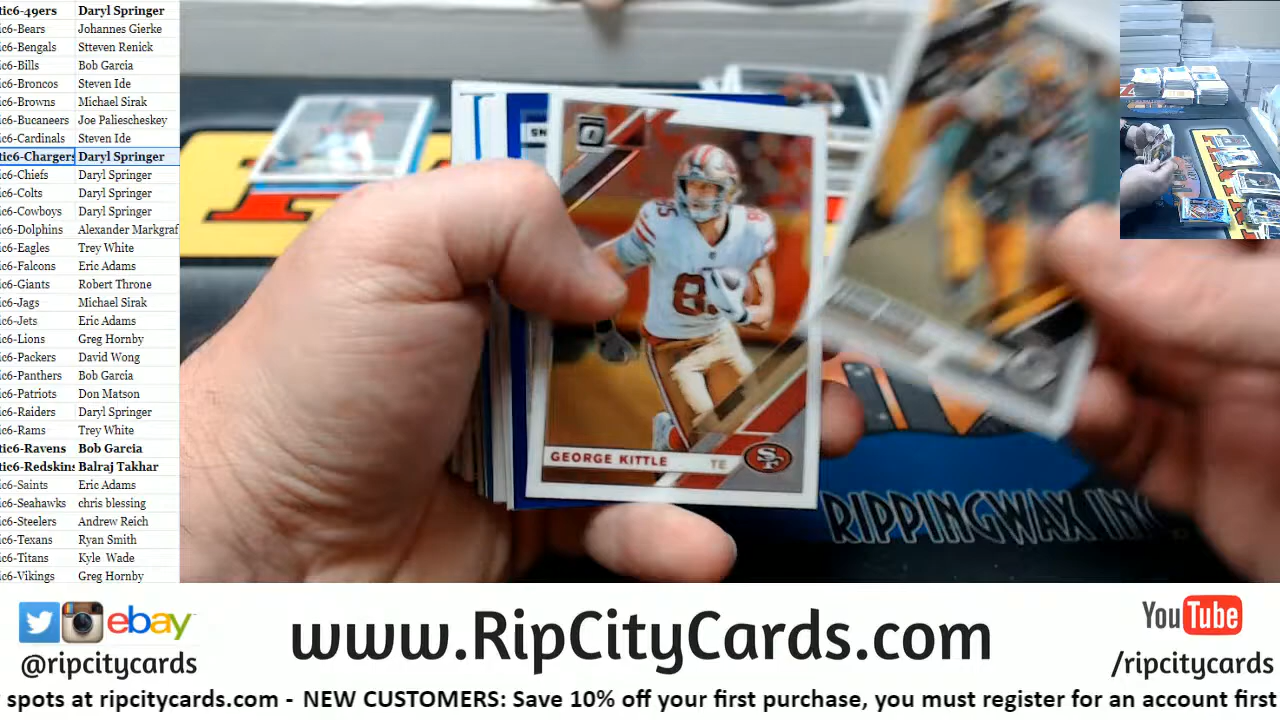 tic6-49ers Daryl Springer
ic6-Bears Johannes Gierke
ic6-Bengals Stteven Renick
ic6-Bills Bob Garcia
ic6-Broncos Steven Ide
ic6-Browns Michael Sirak
ic6-Bucaneers Joe Paliescheskey
ic6-Cardinals Steven Ide
tic6-Chargers Daryl Springer
ic6-Chiefs Daryl Springer
ic6-Colts Daryl Springer
ic6-Cowboys Daryl Springer
ic6-Dolphins Alexander Markgraf
ic6-Eagles Trey White
ic6-Falcons Eric Adams
ic6-Giants Robert Throne
ic6-Jags Michael Sirak
ic6-Jets Eric Adams
ic6-Lions Greg Hornby
ic6-Packers David Wong
ic6-Panthers Bob Garcia
ic6-Patriots Don Matson
ic6-Raiders Daryl Springer
ic6-Rams Trey White
tic6-Ravens Bob Garcia
tic6-Redskins Balraj Takhar
ic6-Saints Eric Adams
ic6-Seahawks chris blessing
ic6-Steelers Andrew Reich
ic6-Texans Ryan Smith
ic6-Titans Kyle Wade
ic6-Vikings Greg Hornby
SN
85
GEORGE KITTLE TE
SF
RIPPINGWAX INC
ebay
@ripcitycards
www.RipCityCards.com
YouTube
/ripcitycards
spots at ripcitycards.com - NEW CUSTOMERS: Save 10% off your first purchase, you must register for an account first